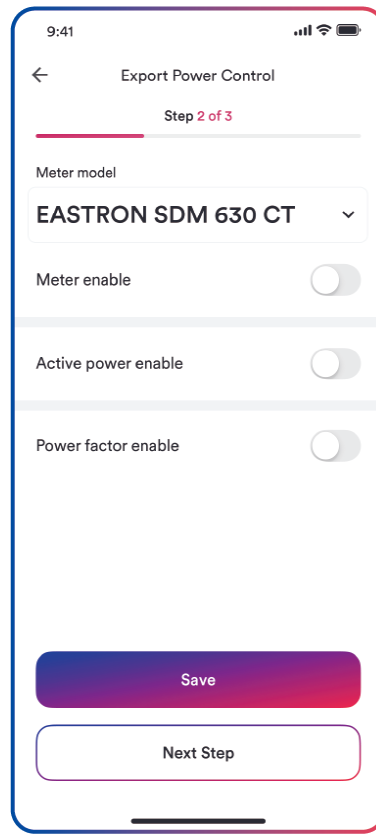 9:41
Export Power Control
Step 2 of 3
Meter model
EASTRON SDM 630 CT
Meter enable
Active power enable
Power factor enable
Save
Next Step